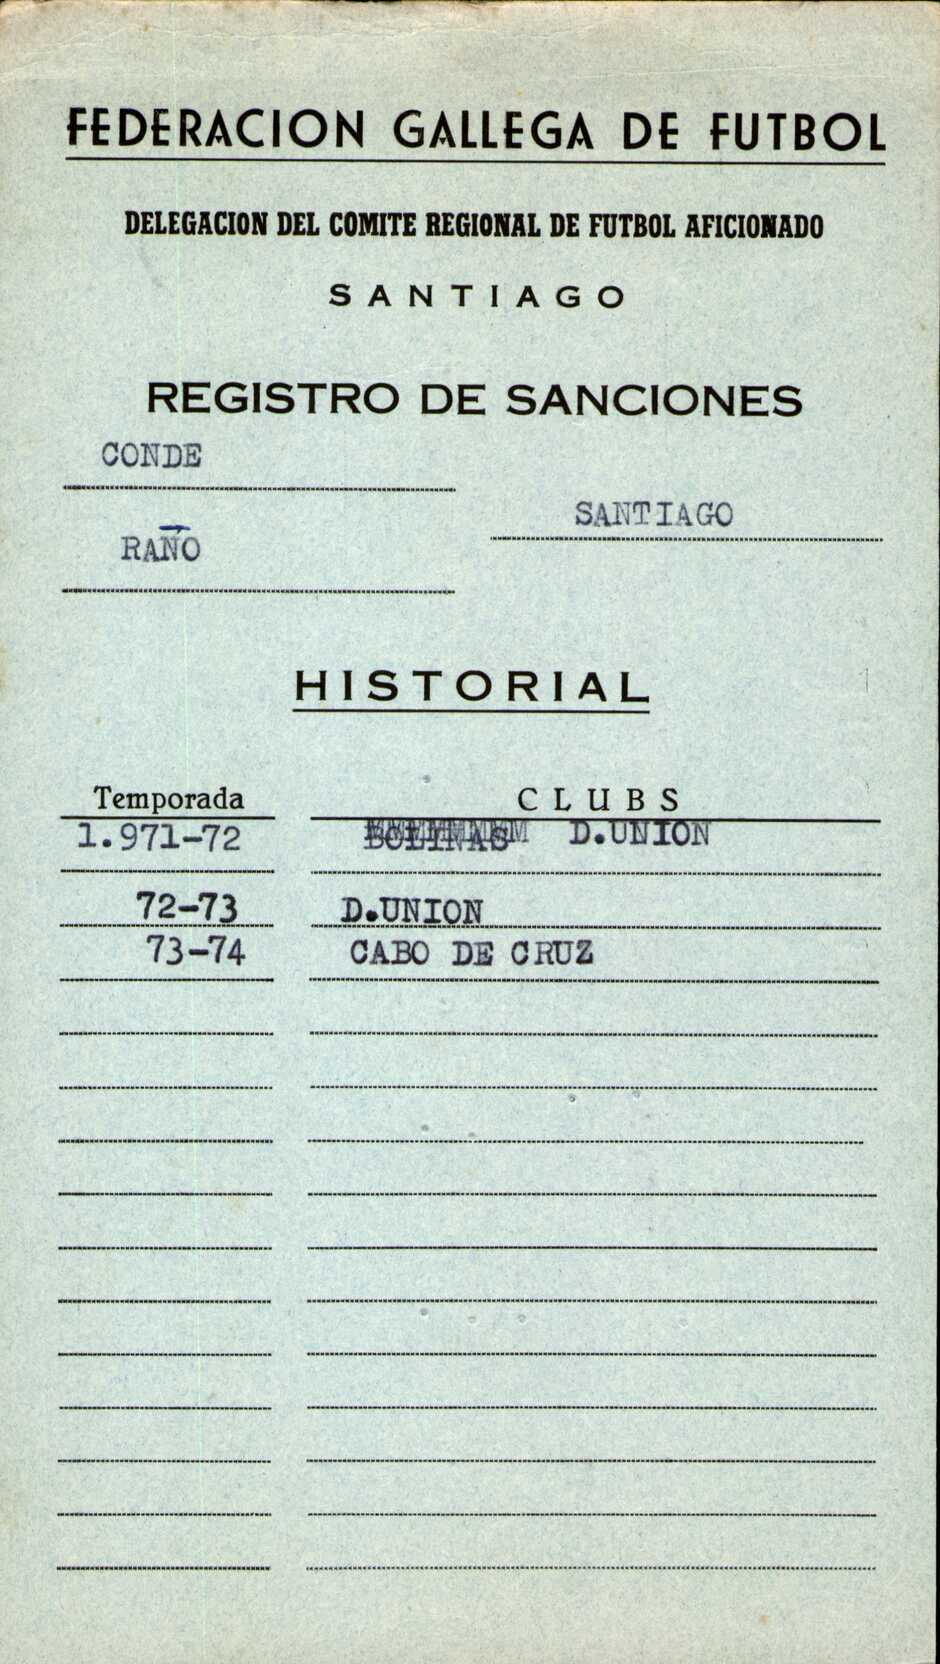 FEDERACION GALLEGA DE FUTBOL
DELEGACION DEL COMITE REGIONAL DE FUTBOL AFICIONADO
SANTIAGO
REGISTRO DE SANCIONES
CONDE
SANTIAGO
RAÑO
HISTORIAL
Temporada CLUBS
1.971-72 D.UNION
72-73 D.UNION
73-74 CABO DE CRUZ